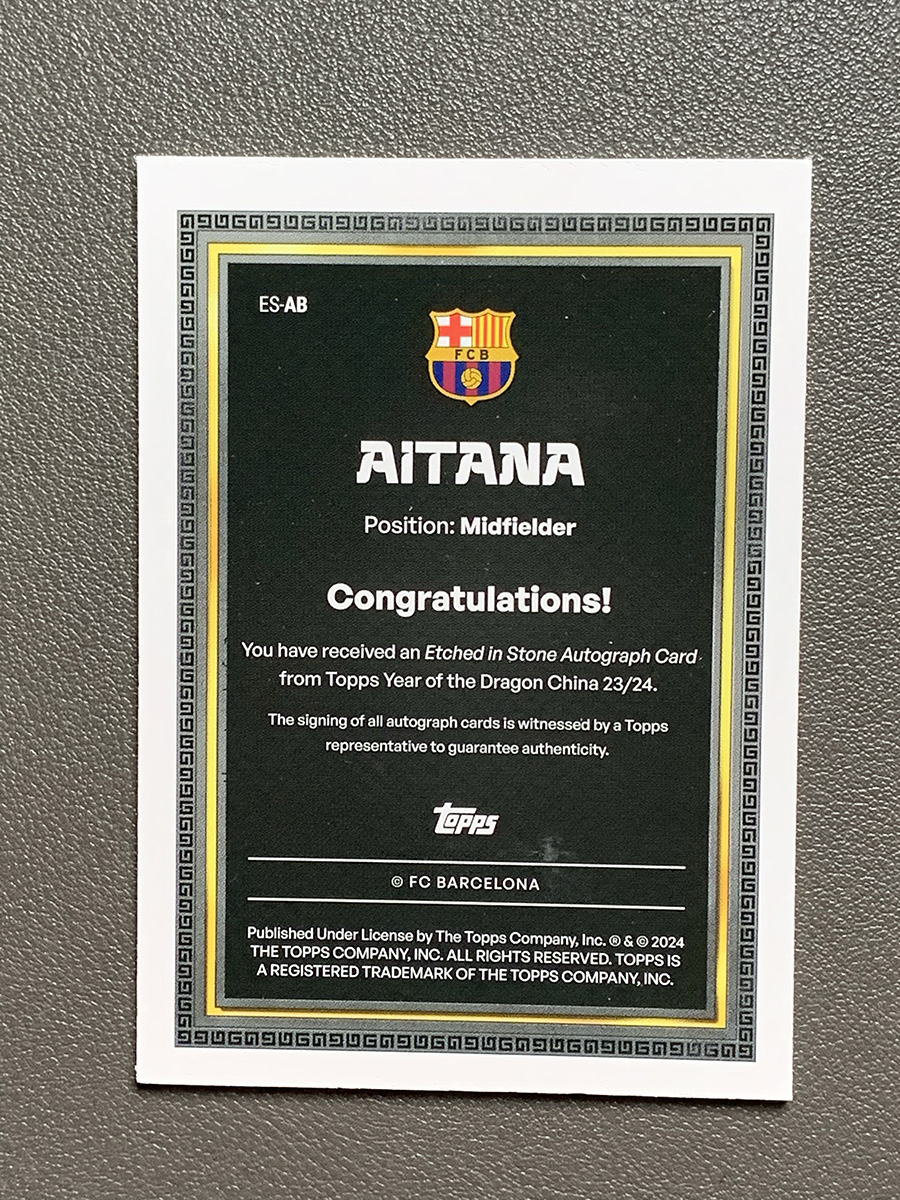 ES-AB
FCB
AITANA
Position: Midfielder
Congratulations!
You have received an Etched in Stone Autograph Card
from Topps Year of the Dragon China 23/24.
The signing of all autograph cards is witnessed by a Topps
representative to guarantee authenticity.
topps
© FC BARCELONA
Published Under License by The Topps Company, Inc. ® & © 2024
THE TOPPS COMPANY, INC. ALL RIGHTS RESERVED. TOPPS IS
A REGISTERED TRADEMARK OF THE TOPPS COMPANY, INC.